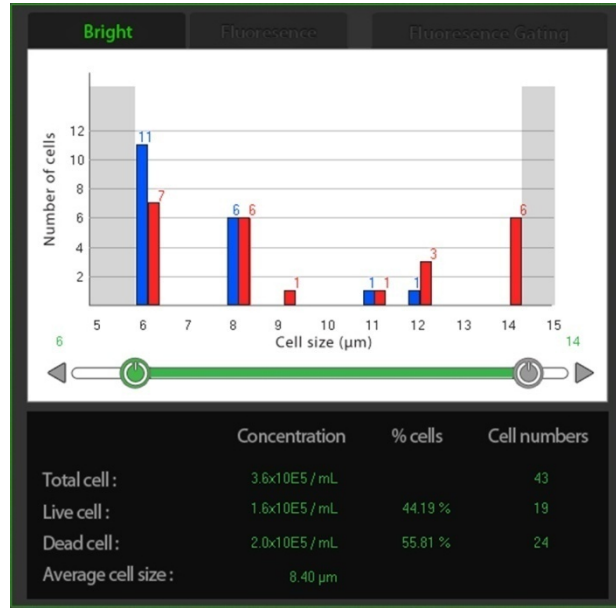 Bright Fluoresence Fluoresence Gating
Number of cells
12
10
8
6
4
2
11 7 6 6 1 1 1 1 3 6
5 6 7 8 9 10 11 12 13 14 15
Cell size (µm)
6 14
Concentration % cells Cell numbers
Total cell : 3.6x10E5 / mL 43
Live cell : 1.6x10E5 / mL 44.19 % 19
Dead cell : 2.0x10E5 / mL 55.81 % 24
Average cell size : 8.40 µm